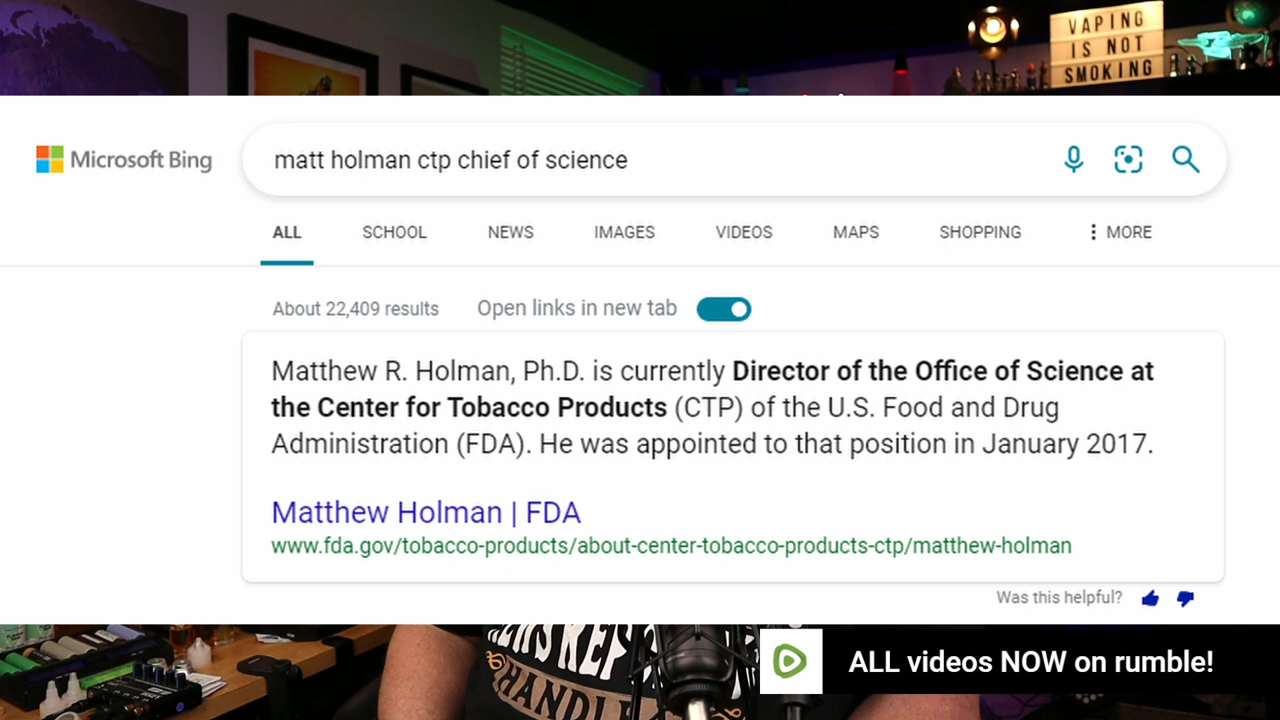 VAPING
IS NOT
SMOKING
Microsoft Bing
matt holman ctp chief of science
ALL SCHOOL NEWS IMAGES VIDEOS MAPS SHOPPING MORE
About 22,409 results Open links in new tab
Matthew R. Holman, Ph.D. is currently Director of the Office of Science at
the Center for Tobacco Products (CTP) of the U.S. Food and Drug
Administration (FDA). He was appointed to that position in January 2017.
Matthew Holman | FDA
www.fda.gov/tobacco-products/about-center-tobacco-products-ctp/matthew-holman
Was this helpful?
ALL videos NOW on rumble!